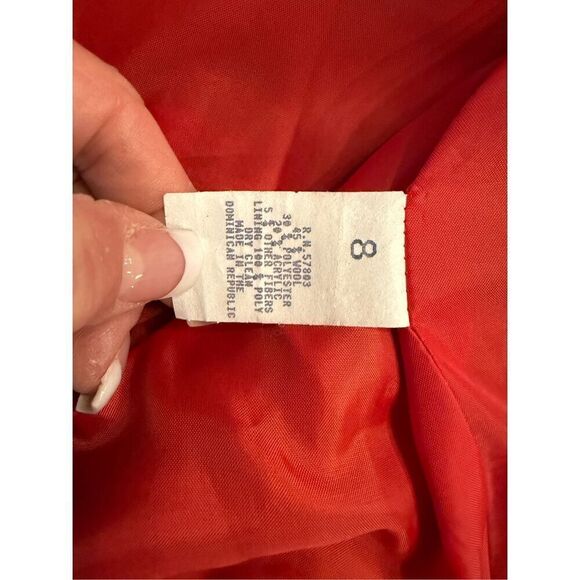 8
R.N.57803
45 % WOOL
30 % POLYESTER
20 % ACRYLIC
5 % OTHER FIBERS
LINING 100 % POLY
DRY CLEAN
MADE IN THE
DOMINICAN REPUBLIC